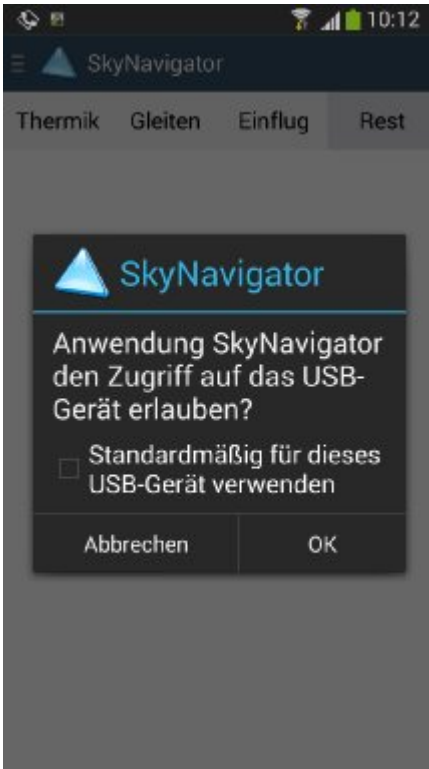 10:12
SkyNavigator
Thermik Gleiten Einflug Rest
SkyNavigator
Anwendung SkyNavigator
den Zugriff auf das USB-
Gerät erlauben?
Standardmäßig für dieses
USB-Gerät verwenden
Abbrechen OK